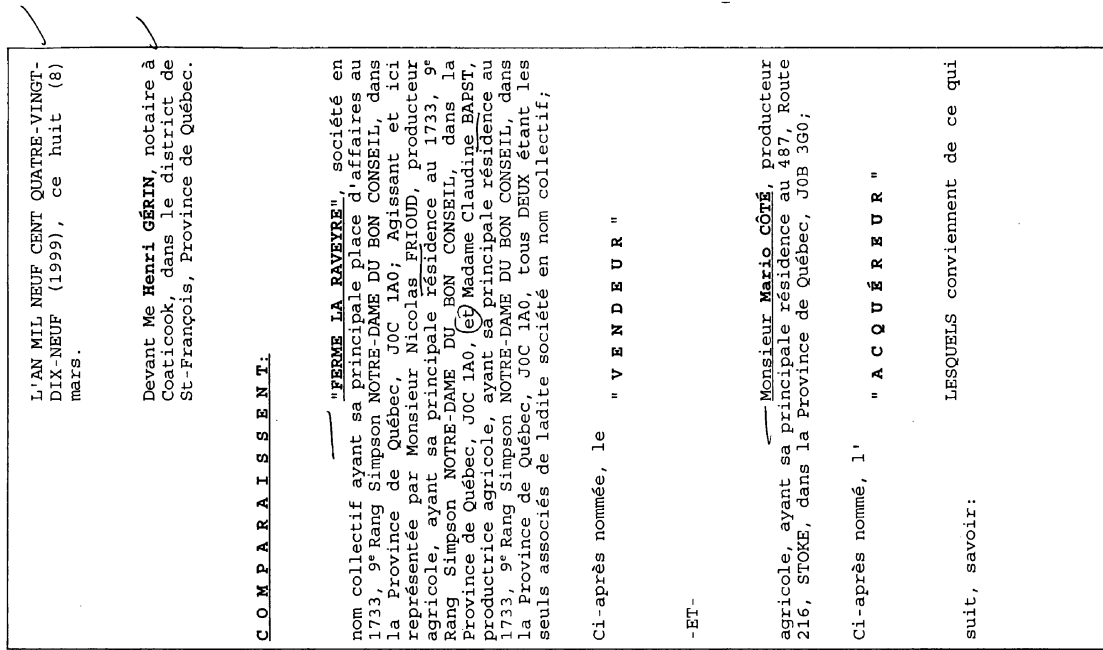 L'AN MIL NEUF CENT QUATRE-VINGT-
DIX-NEUF (1999), ce huit (8)
mars.
Devant Me Henri GÉRIN, notaire à
Coaticook, dans le district de
St-François, Province de Québec.
COMPARAISSENT:
"FERME LA RAVEYRE", société en
nom collectif ayant sa principale place d'affaires au
1733, 9e Rang Simpson NOTRE-DAME DU BON CONSEIL, dans
la Province de Québec, J0C 1A0; Agissant et ici
représentée par Monsieur Nicolas FRIOUD, producteur
agricole, ayant sa principale résidence au 1733, 9e
Rang Simpson NOTRE-DAME DU BON CONSEIL, dans la
Province de Québec, J0C 1A0, et Madame Claudine BAPST,
productrice agricole, ayant sa principale résidence au
1733, 9e Rang Simpson NOTRE-DAME DU BON CONSEIL, dans
la Province de Québec, J0C 1A0, tous DEUX étant les
seuls associés de ladite société en nom collectif;
Ci-après nommée, le
"VENDEUR"
-ET-
Monsieur Mario CÔTÉ, producteur
agricole, ayant sa principale résidence au 487, Route
216, STOKE, dans la Province de Québec, J0B 3G0;
Ci-après nommé, l'
"ACQUÉREUR"
LESQUELS conviennent de ce qui
suit, savoir: